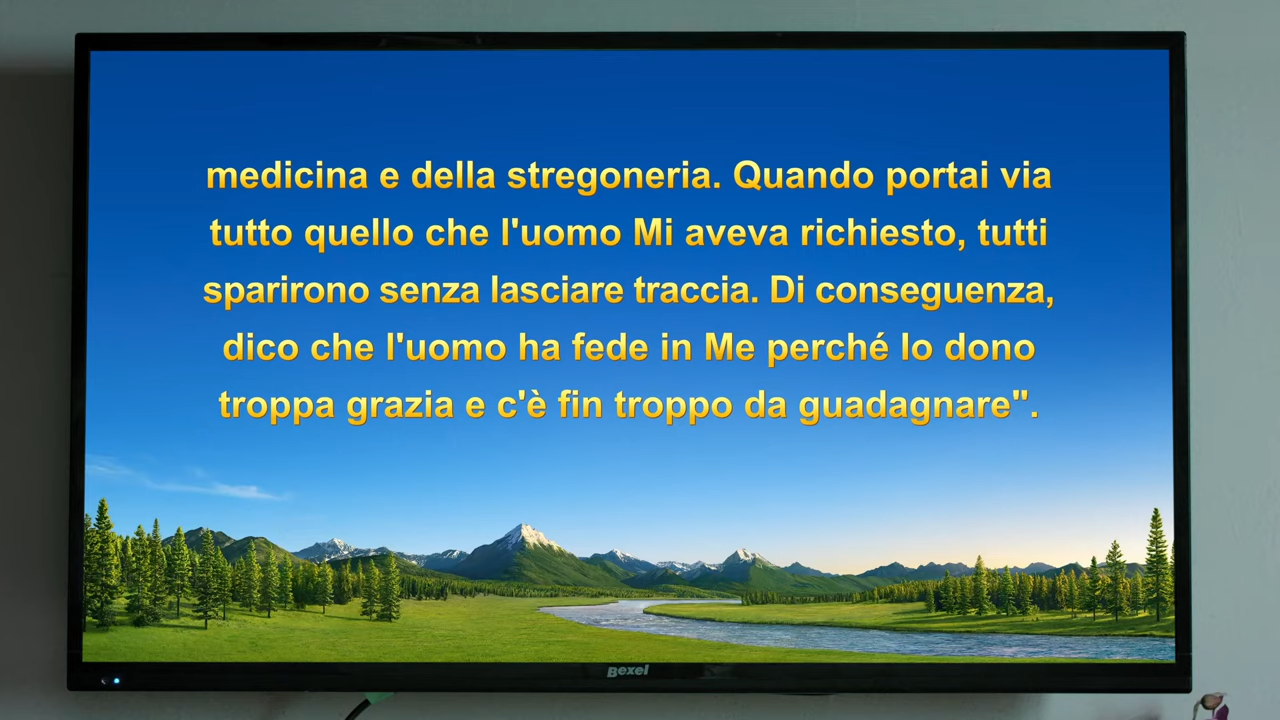 medicina e della stregoneria. Quando portai via
tutto quello che l'uomo Mi aveva richiesto, tutti
sparirono senza lasciare traccia. Di conseguenza,
dico che l'uomo ha fede in Me perché Io dono
troppa grazia e c'è fin troppo da guadagnare".
Bexel